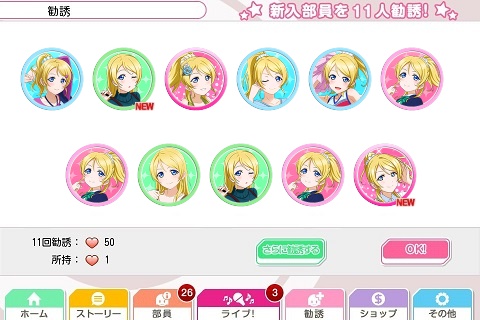 勧誘
新入部員を11人勧誘!
NEW
NEW
11回勧誘: 50
所持: 1
さらに勧誘する
OK!
26
3
ホーム
ストーリー
部員
ライブ!
勧誘
ショップ
その他